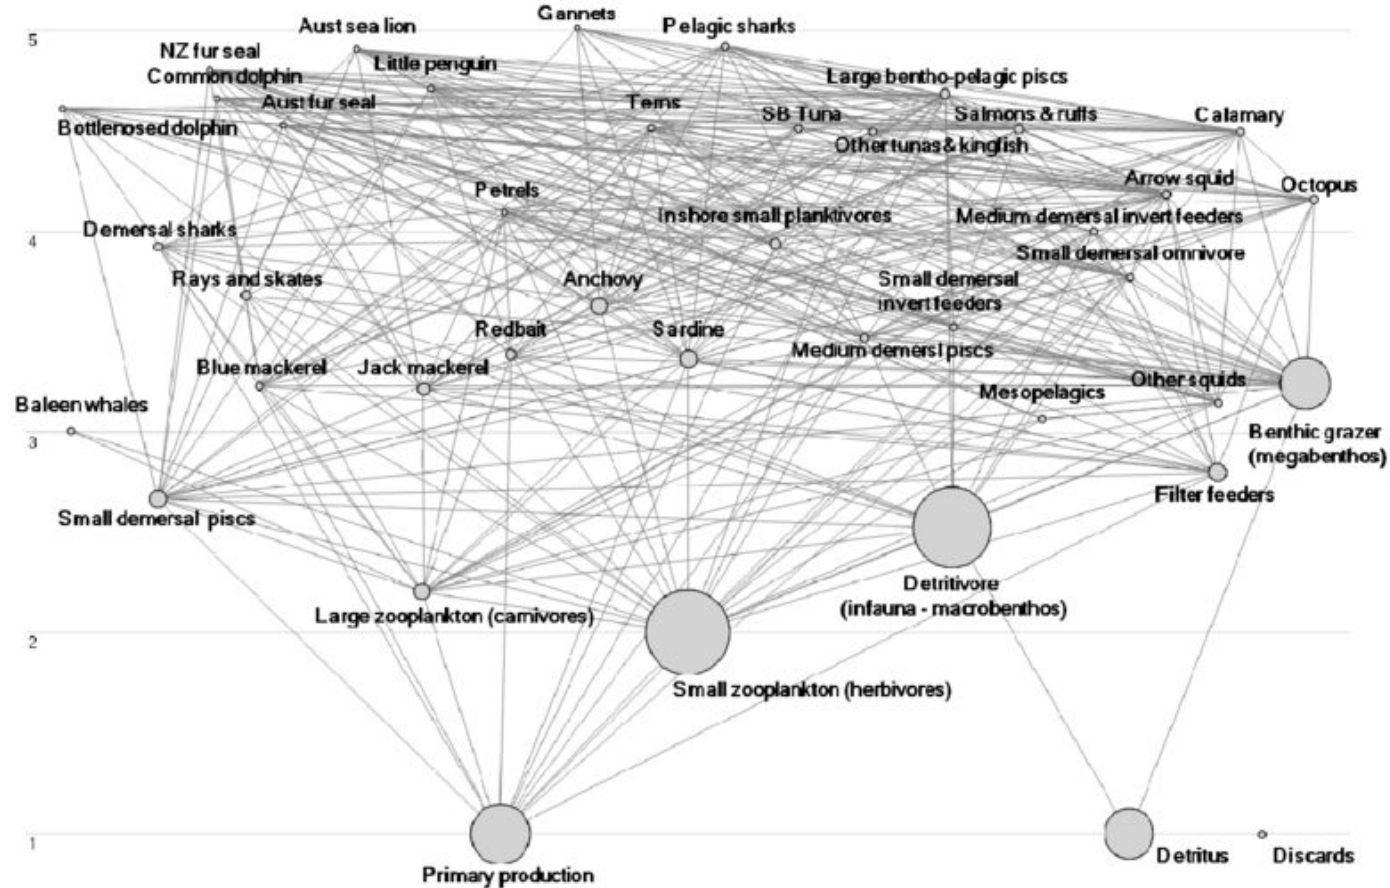 5
Gannets
Aust sea lion
Pelagic sharks
NZ fur seal
Little penguin
Common dolphin
Large bentho-pelagic piscs
Aust fur seal
Terns
SB Tuna
Salmons & ruffs
Calamary
Bottlenosed dolphin
Other tunas & kingfish
Petrels
Arrow squid
Octopus
Inshore small planktivores
Medium demersal invert feeders
Demersal sharks
4
Small demersal omnivore
Rays and skates
Anchovy
Small demersal
invert feeders
Redbait
Sardine
Medium demersl piscs
Blue mackerel
Jack mackerel
Other squids
Mesopelagics
Baleen whales
3
Benthic grazer
(megabenthos)
Filter feeders
Small demersal piscs
Detritivore
(infauna - macrobenthos)
Large zooplankton (carnivores)
2
Small zooplankton (herbivores)
1
Detritus
Discards
Primary production